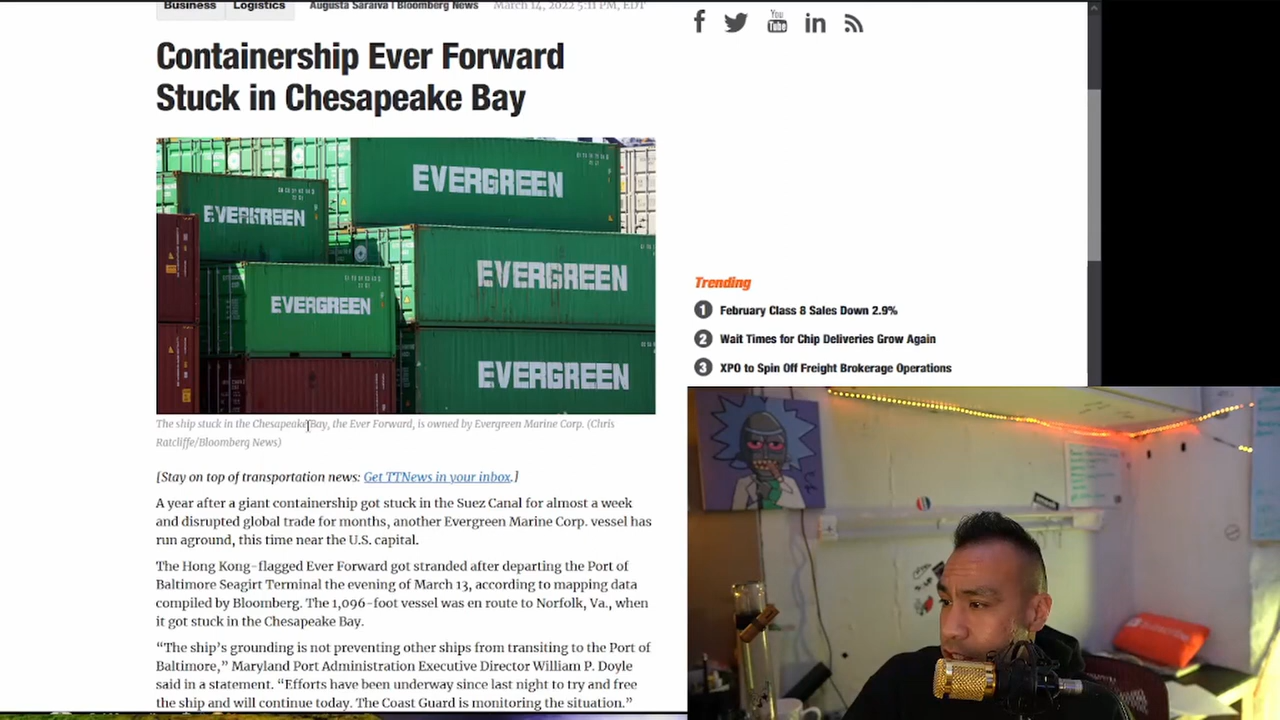 Business Logistics Augusta Saraiva | Bloomberg News March 14, 2022 5:11 PM, EDT
Containership Ever Forward
Stuck in Chesapeake Bay
EVERGREEN
EVERGREEN
EVERGREEN
EVERGREEN
EVERGREEN
The ship stuck in the Chesapeake Bay, the Ever Forward, is owned by Evergreen Marine Corp. (Chris
Ratcliffe/Bloomberg News)
[Stay on top of transportation news: Get TTNews in your inbox.]
A year after a giant containership got stuck in the Suez Canal for almost a week
and disrupted global trade for months, another Evergreen Marine Corp. vessel has
run aground, this time near the U.S. capital.
The Hong Kong-flagged Ever Forward got stranded after departing the Port of
Baltimore Seagirt Terminal the evening of March 13, according to mapping data
compiled by Bloomberg. The 1,096-foot vessel was en route to Norfolk, Va., when
it got stuck in the Chesapeake Bay.
“The ship’s grounding is not preventing other ships from transiting to the Port of
Baltimore,” Maryland Port Administration Executive Director William P. Doyle
said in a statement. “Efforts have been underway since last night to try and free
the ship and will continue today. The Coast Guard is monitoring the situation.”
You
Tube
Trending
1 February Class 8 Sales Down 2.9%
2 Wait Times for Chip Deliveries Grow Again
3 XPO to Spin Off Freight Brokerage Operations